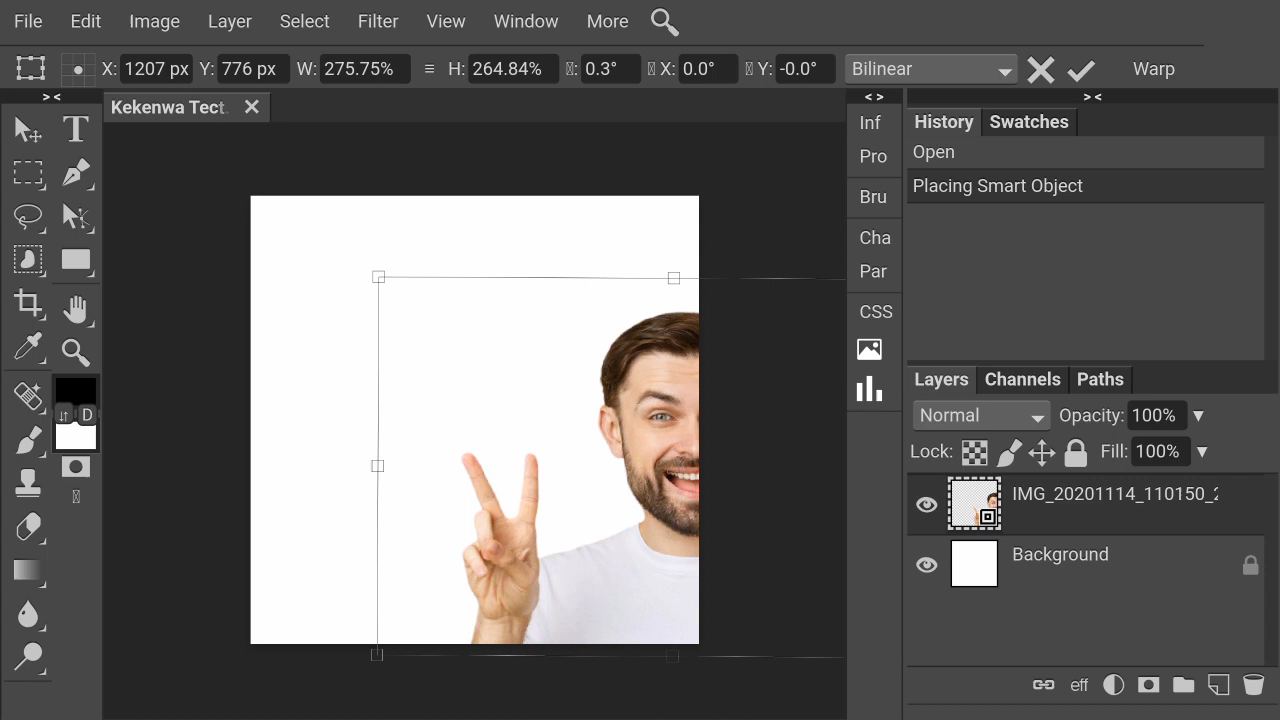 File Edit Image Layer Select Filter View Window More
X: 1207 px Y: 776 px W: 275.75% H: 264.84% : 0.3° X: 0.0° Y: -0.0° Bilinear Warp
> < < > > <
Kekenwa Tect.
Inf
Pro
Bru
Cha
Par
CSS
History Swatches
Open
Placing Smart Object
T
D
Layers Channels Paths
Normal Opacity: 100%
Lock: Fill: 100%
IMG_20201114_110150_2
Background
eff